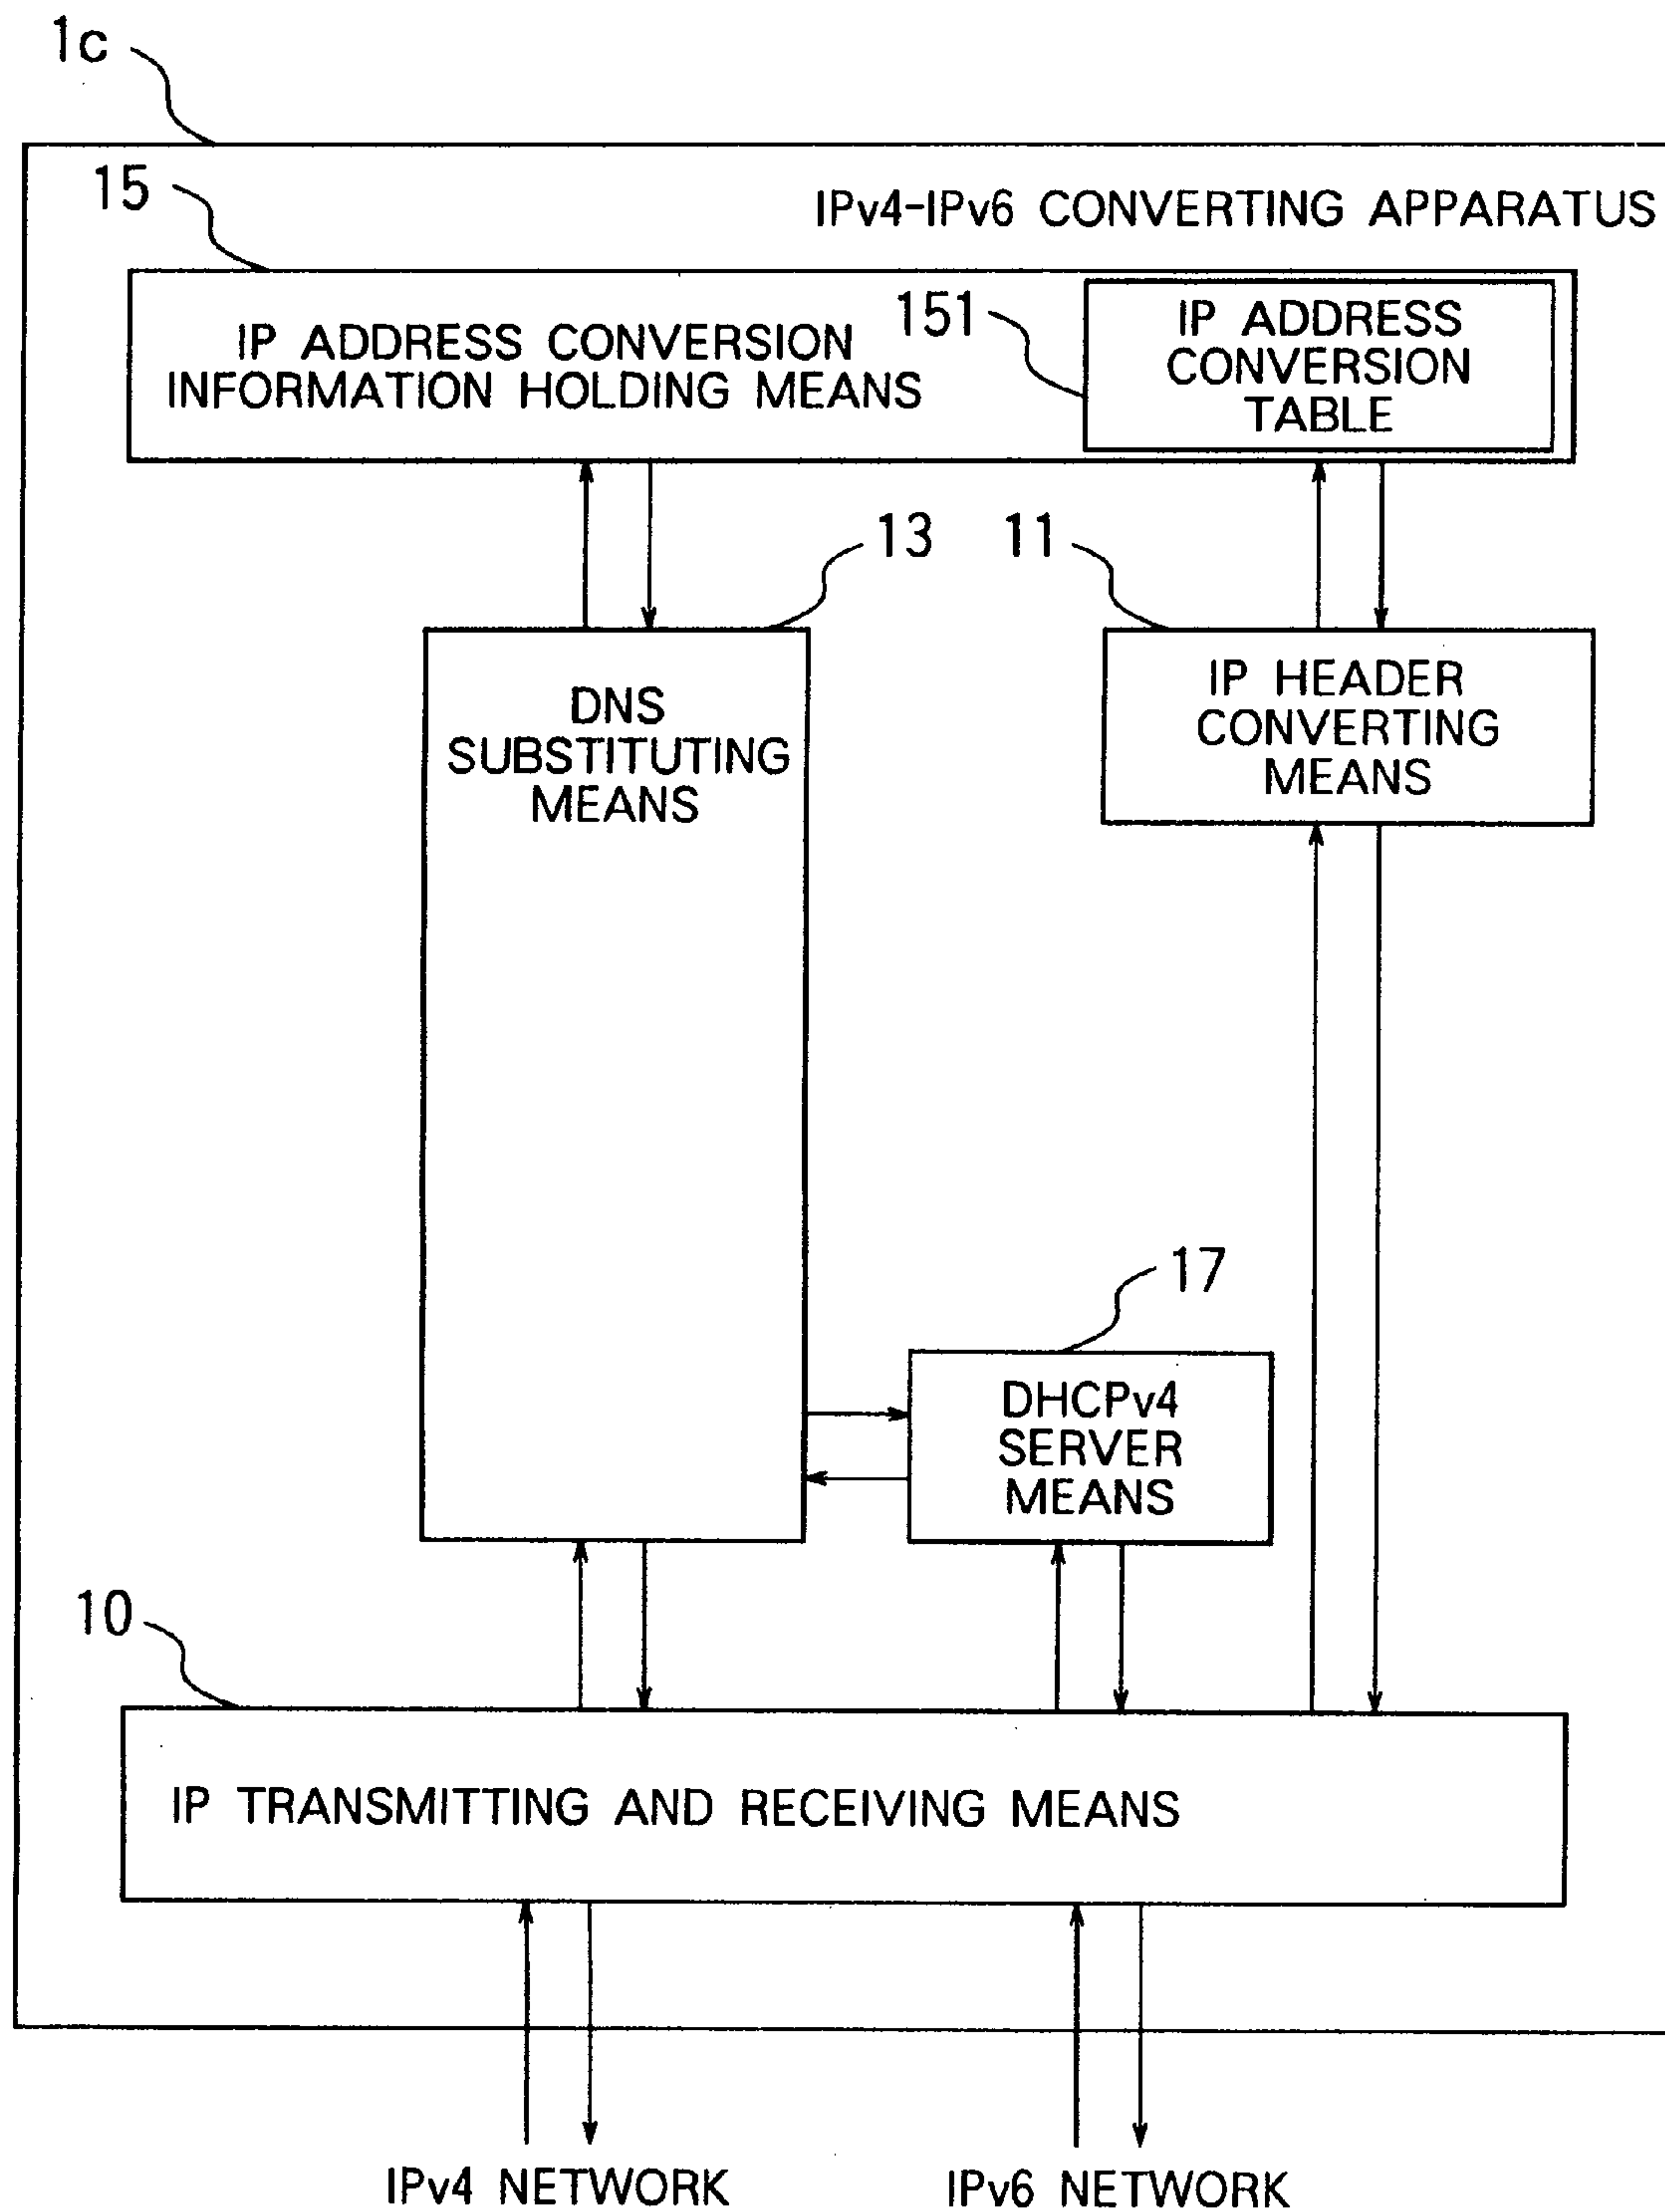 1c
15
IPv4-IPv6 CONVERTING APPARATUS
IP ADDRESS CONVERSION
INFORMATION HOLDING MEANS
151
IP ADDRESS
CONVERSION
TABLE
13
11
DNS
SUBSTITUTING
MEANS
IP HEADER
CONVERTING
MEANS
17
DHCPv4
SERVER
MEANS
10
IP TRANSMITTING AND RECEIVING MEANS
IPv4 NETWORK
IPv6 NETWORK